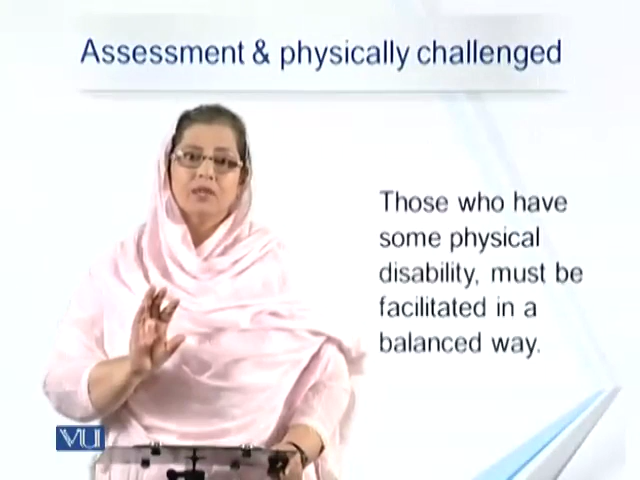 Assessment & physically challenged
Those who have
some physical
disability, must be
facilitated in a
balanced way.
VU